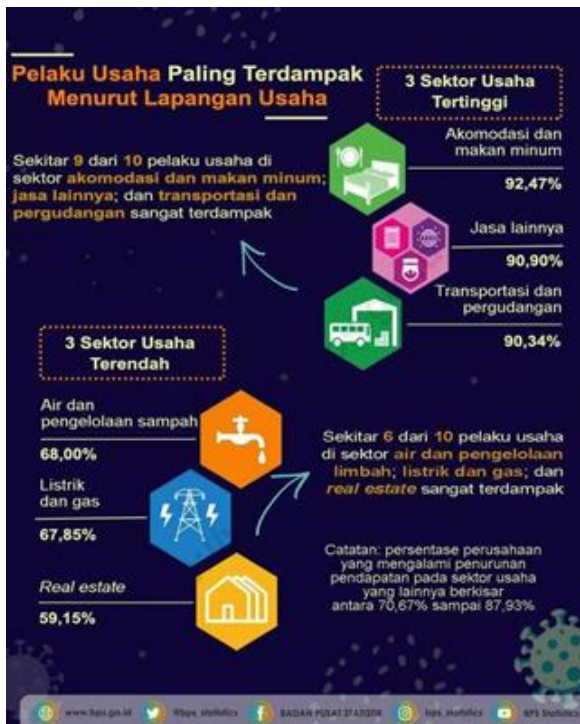 Pelaku Usaha Paling Terdampak
Menurut Lapangan Usaha
Sekitar 9 dari 10 pelaku usaha di
sektor akomodasi dan makan minum;
jasa lainnya; dan transportasi dan
pergudangan sangat terdampak
3 Sektor Usaha
Tertinggi
Akomodasi dan
makan minum
92,47%
Jasa lainnya
90,90%
Transportasi dan
pergudangan
90,34%
3 Sektor Usaha
Terendah
Air dan
pengelolaan sampah
68,00%
Listrik
dan gas
67,85%
Real estate
59,15%
Sekitar 6 dari 10 pelaku usaha
di sektor air dan pengelolaan
limbah; listrik dan gas; dan
real estate sangat terdampak
Catatan: persentase perusahaan
yang mengalami penurunan
pendapatan pada sektor usaha
yang lainnya berkisar
antara 70,67% sampai 87,93%
www.bps.go.id
@bps_statistics
BADAN PUSAT STATISTIK
bps_statistics
BPS Statistics